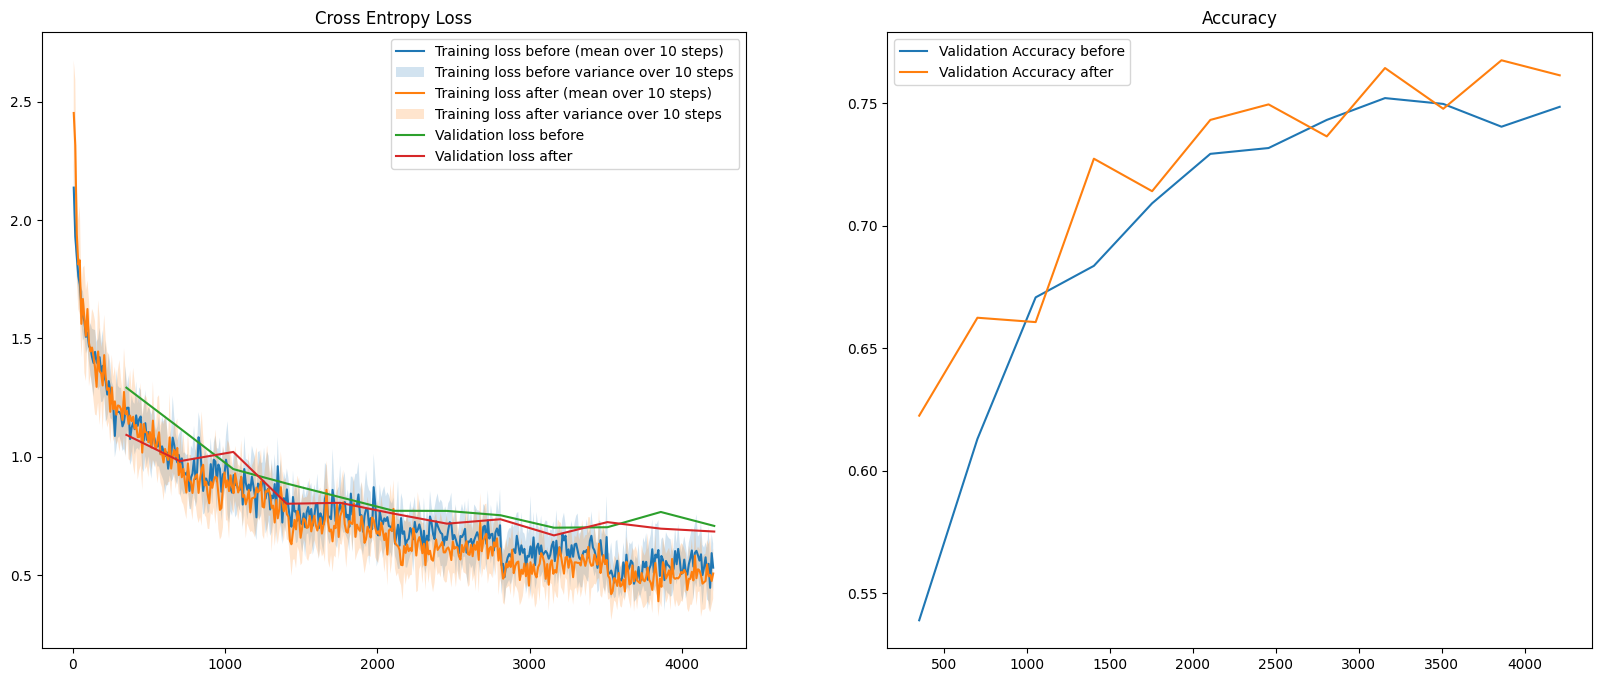 Cross Entropy Loss
Training loss before (mean over 10 steps)
Training loss before variance over 10 steps
Training loss after (mean over 10 steps)
Training loss after variance over 10 steps
Validation loss before
Validation loss after
2.5
2.0
1.5
1.0
0.5
0 1000 2000 3000 4000
Accuracy
Validation Accuracy before
Validation Accuracy after
0.75
0.70
0.65
0.60
0.55
500 1000 1500 2000 2500 3000 3500 4000